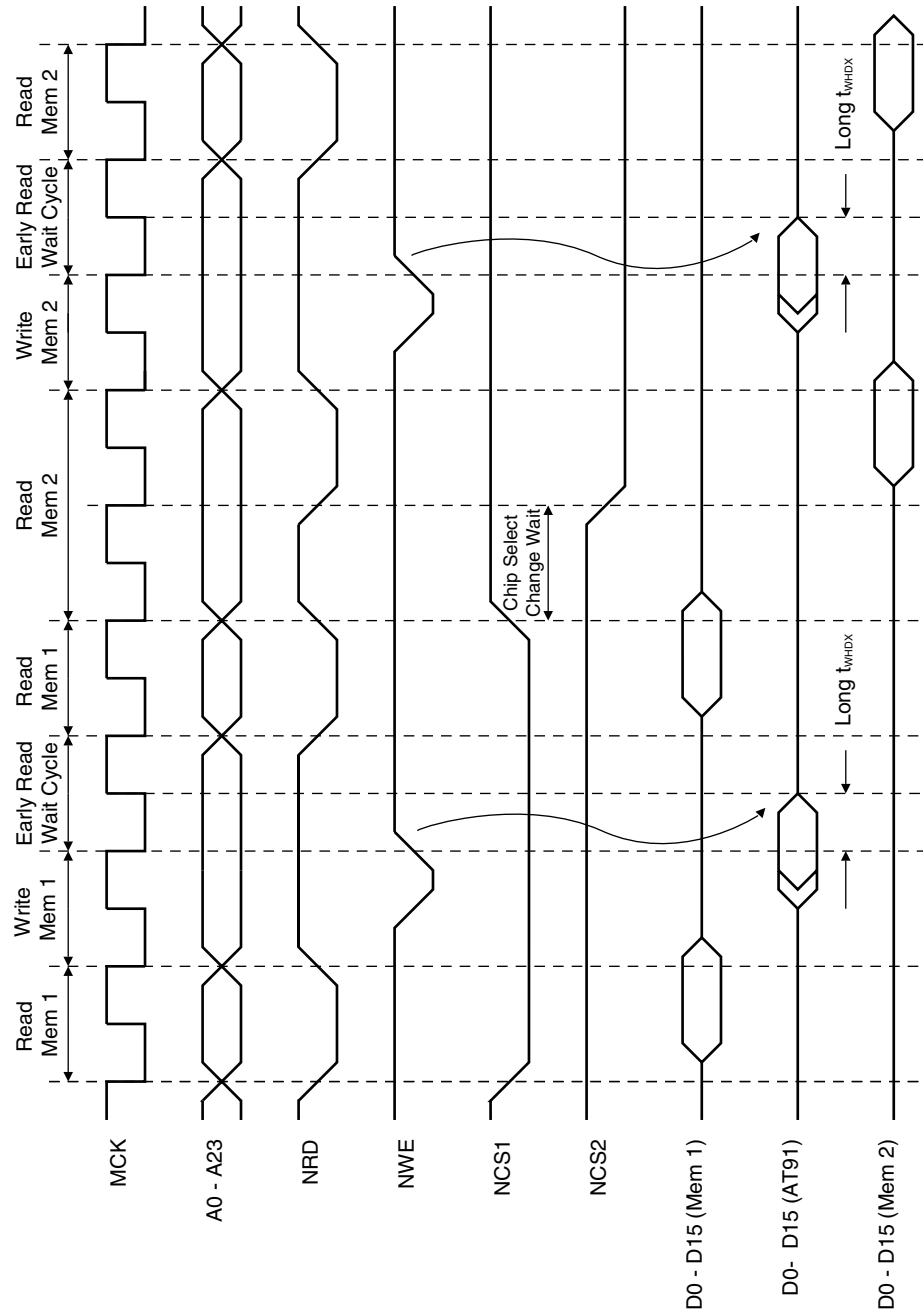 Read
Mem 1
Write
Mem 1
Early Read
Wait Cycle
Read
Mem 1
Read
Mem 2
Write
Mem 2
Early Read
Wait Cycle
Read
Mem 2
MCK
A0 - A23
NRD
NWE
NCS1
Chip Select
Change Wait
NCS2
D0 - D15 (Mem 1)
D0- D15 (AT91)
Long tWHDX
Long tWHDX
D0 - D15 (Mem 2)